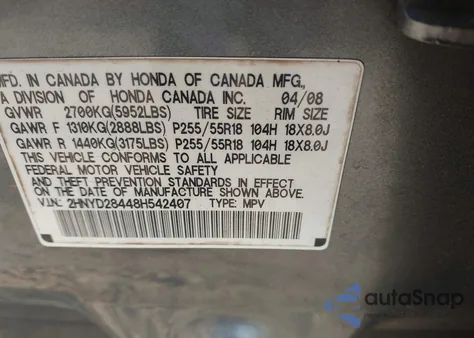 MFD. IN CANADA BY HONDA OF CANADA MFG.,
A DIVISION OF HONDA CANADA INC. 04/08
GVWR 2700KG(5952LBS) TIRE SIZE RIM SIZE
GAWR F 1310KG(2888LBS) P255/55R18 104H 18X8.0J
GAWR R 1440KG(3175LBS) P255/55R18 104H 18X8.0J
THIS VEHICLE CONFORMS TO ALL APPLICABLE
FEDERAL MOTOR VEHICLE SAFETY
AND THEFT PREVENTION STANDARDS IN EFFECT
ON THE DATE OF MANUFACTURE SHOWN ABOVE.
V.I.N: 2HNYD28448H542407 TYPE: MPV
autoSnap